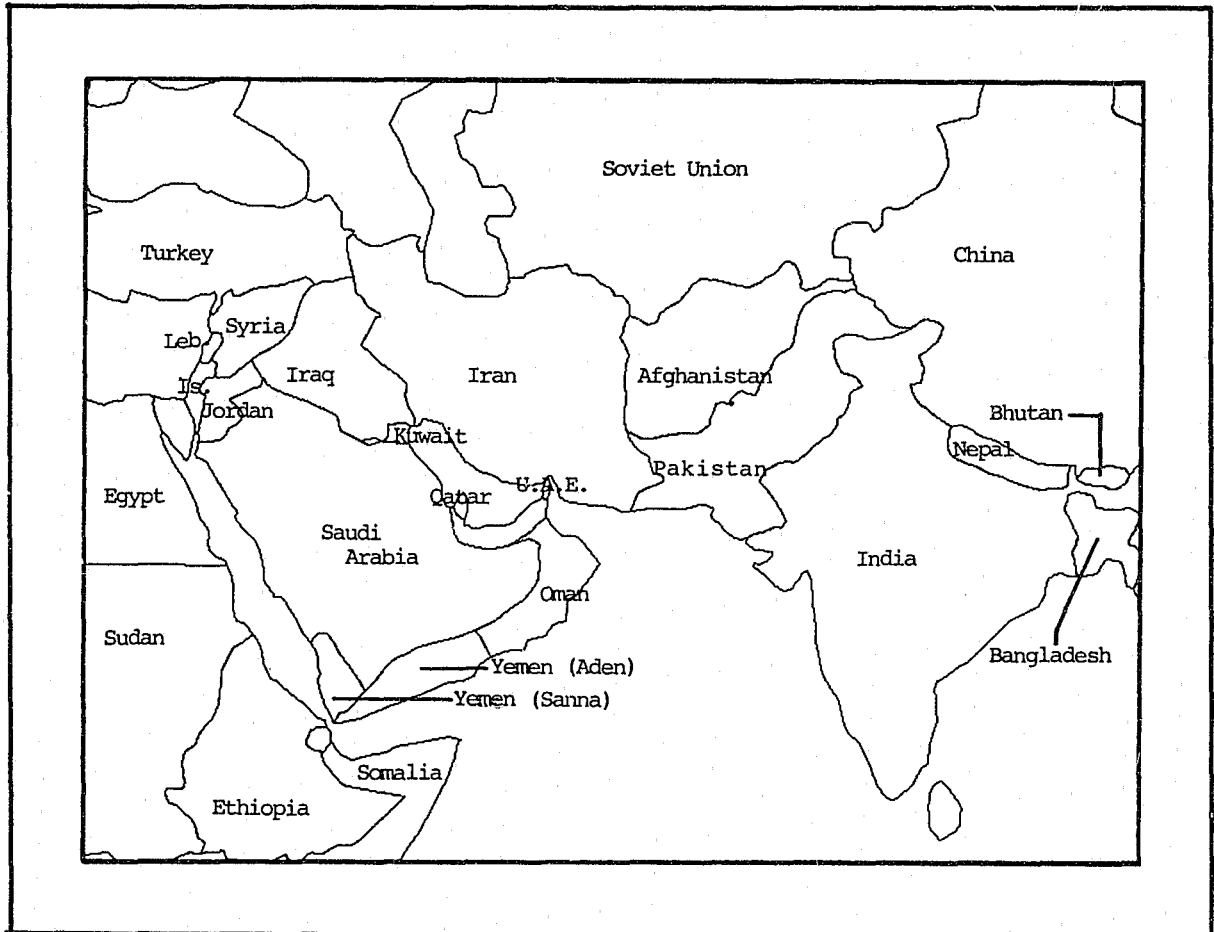 Soviet Union
Turkey
China
Syria
Leb.
Iraq
Iran
Afghanistan
Is.
Jordan
Bhutan
Kuwait
Nepal
Pakistan
Egypt
Qatar
U.A.E.
Saudi
Arabia
India
Oman
Sudan
Bangladesh
Yemen (Aden)
Yemen (Sanna)
Somalia
Ethiopia